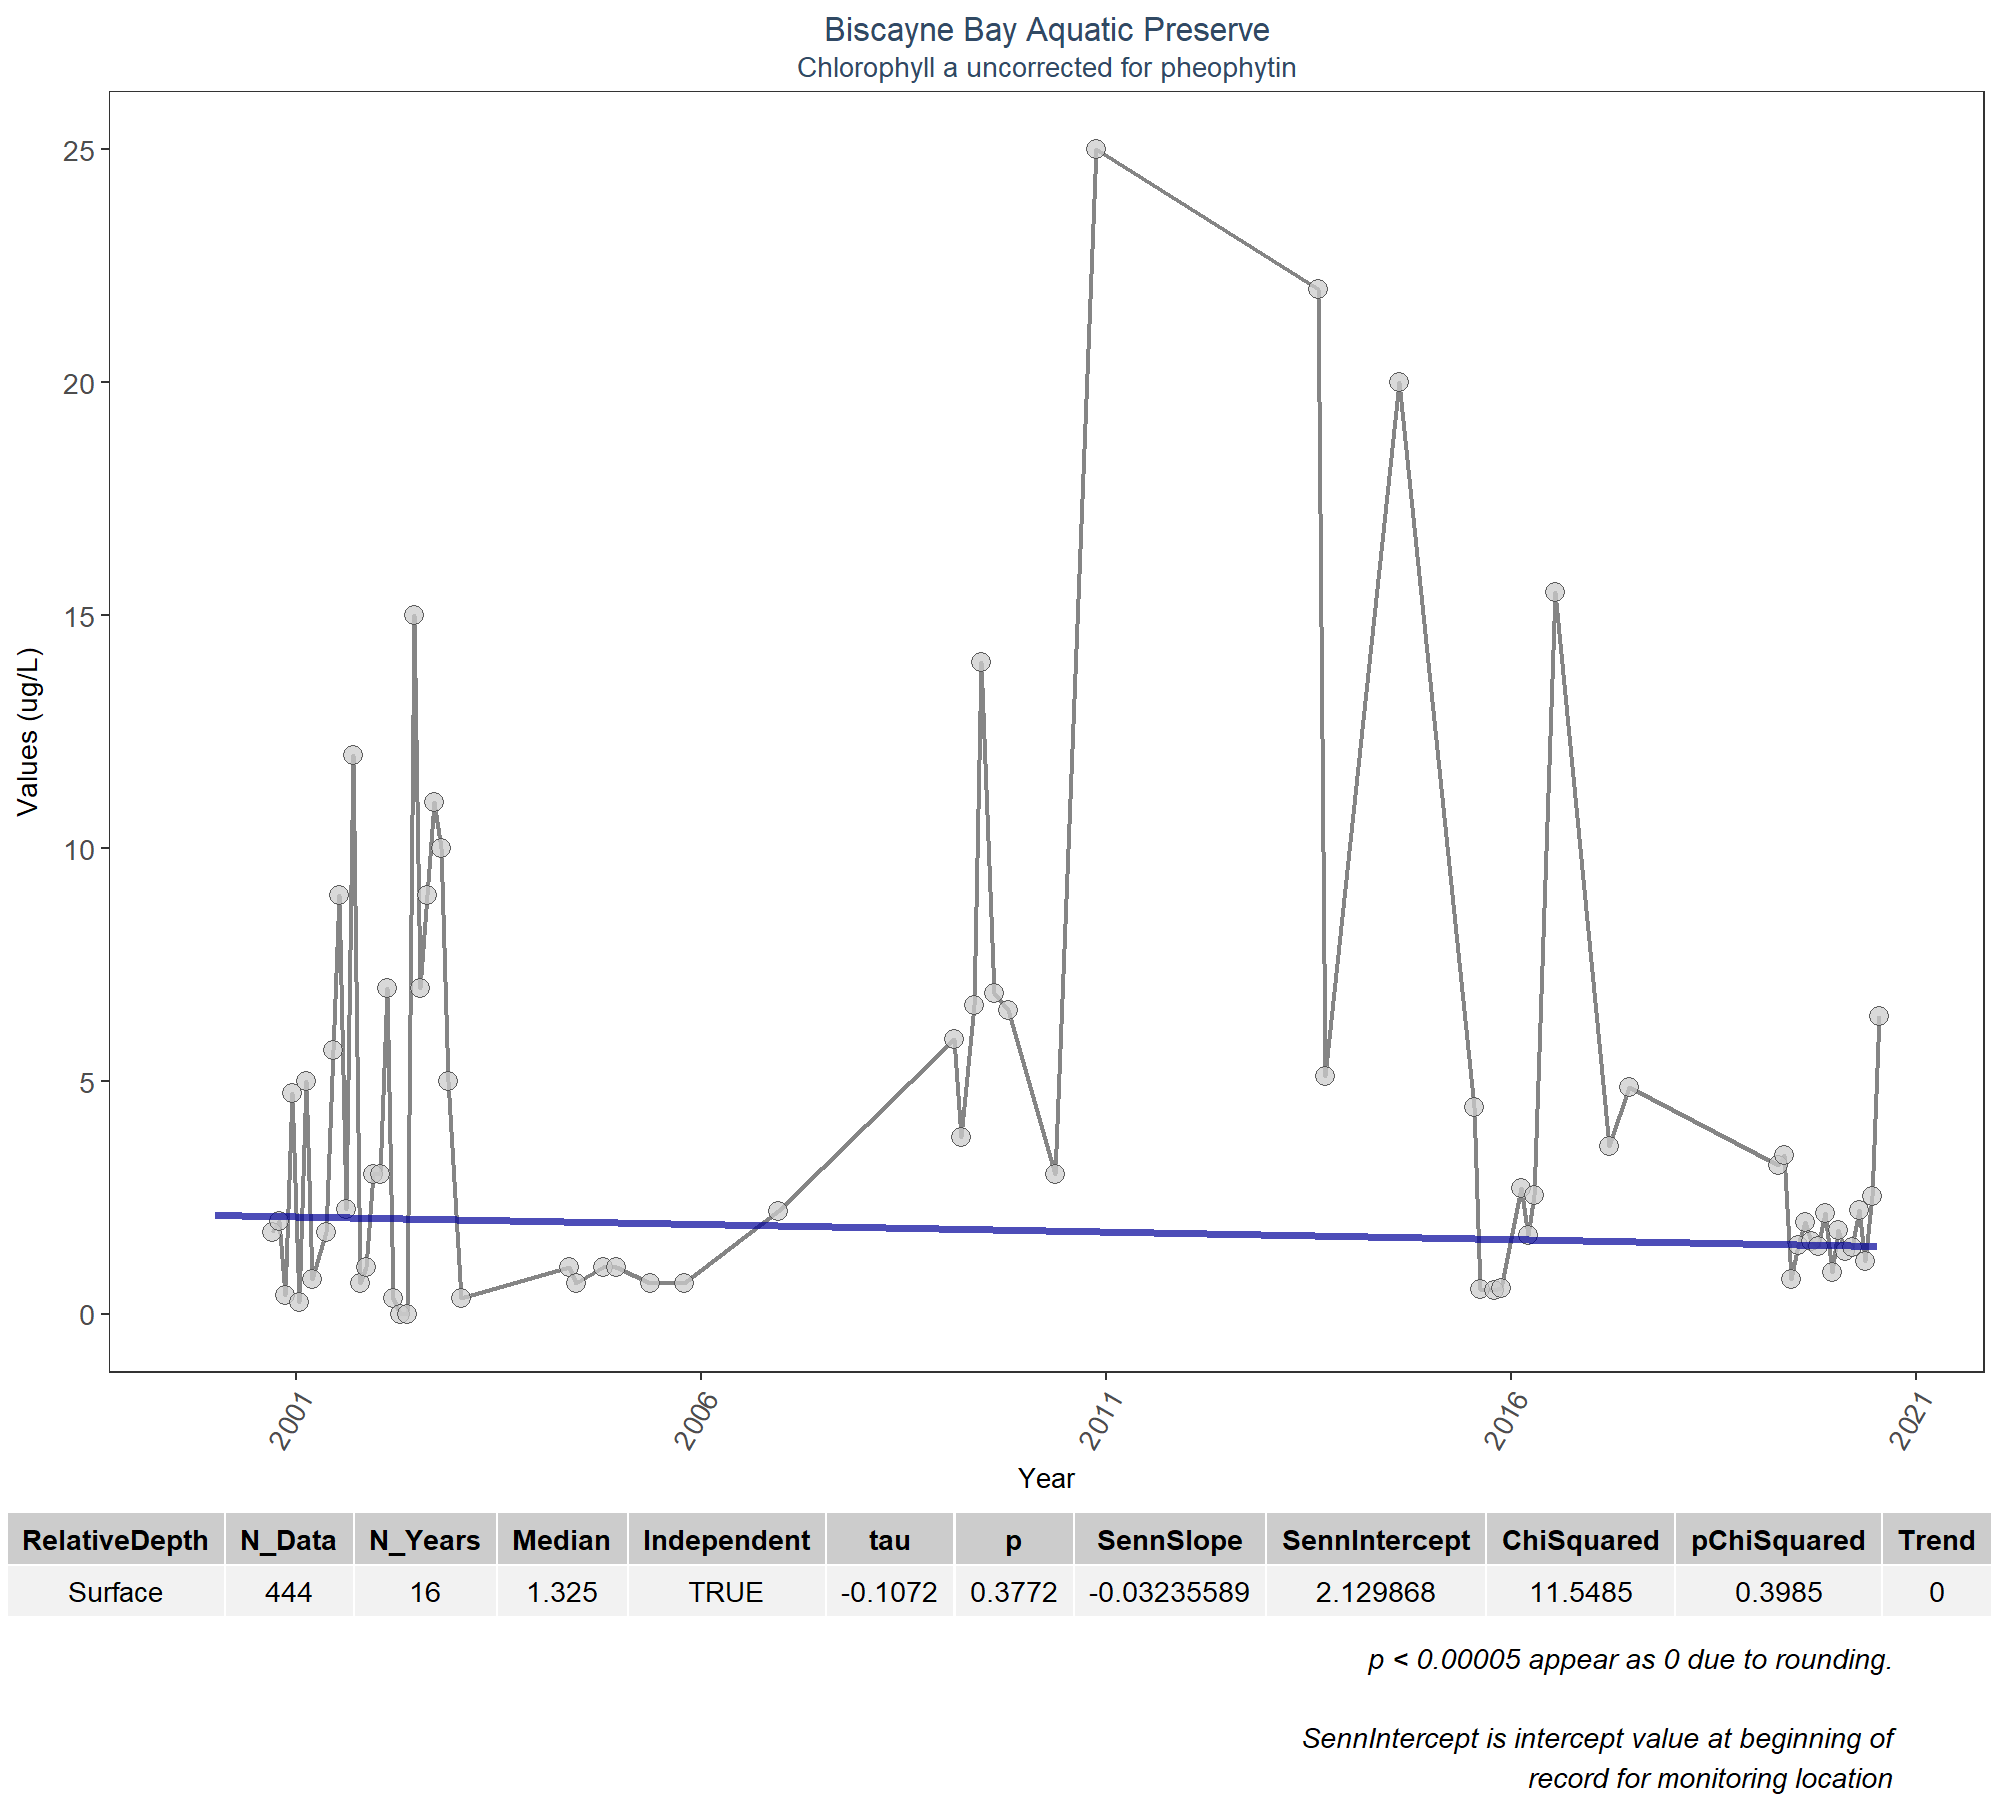 Biscayne Bay Aquatic Preserve
Chlorophyll a uncorrected for pheophytin
25
20
15
10
5
0
Values (ug/L)
2001 2006 2011 2016 2021
Year
RelativeDepth N_Data N_Years Median Independent tau p SennSlope SennIntercept ChiSquared pChiSquared Trend
Surface 444 16 1.325 TRUE -0.1072 0.3772 -0.03235589 2.129868 11.5485 0.3985 0
p < 0.00005 appear as 0 due to rounding.
SennIntercept is intercept value at beginning of
record for monitoring location